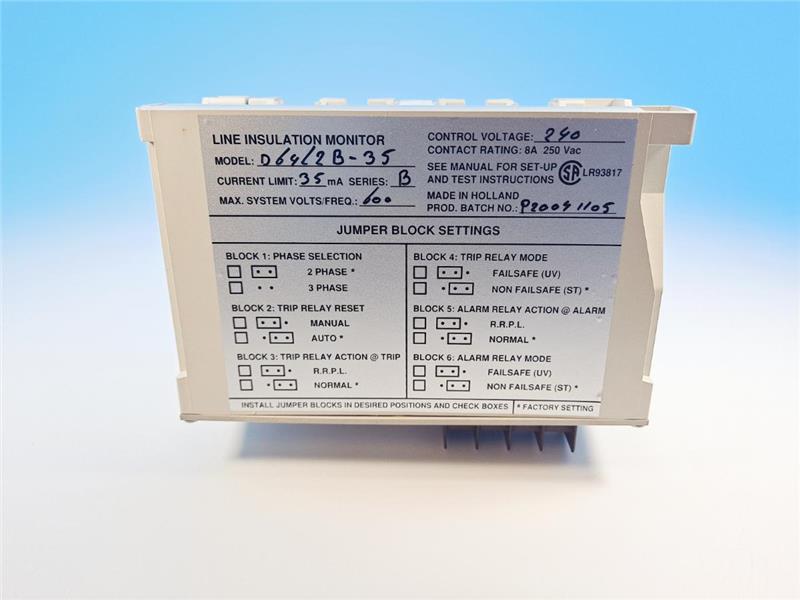 LINE INSULATION MONITOR
MODEL: D64/2B-35
CURRENT LIMIT: 35 mA SERIES: B
MAX. SYSTEM VOLTS/FREQ.: 600
CONTROL VOLTAGE: 240
CONTACT RATING: 8A 250 Vac
SEE MANUAL FOR SET-UP
AND TEST INSTRUCTIONS SA LR93817
MADE IN HOLLAND
PROD. BATCH NO.: P20041105
JUMPER BLOCK SETTINGS
BLOCK 1: PHASE SELECTION
2 PHASE *
3 PHASE
BLOCK 2: TRIP RELAY RESET
MANUAL
AUTO *
BLOCK 3: TRIP RELAY ACTION @ TRIP
R.R.P.L.
NORMAL *
BLOCK 4: TRIP RELAY MODE
FAILSAFE (UV)
NON FAILSAFE (ST) *
BLOCK 5: ALARM RELAY ACTION @ ALARM
R.R.P.L.
NORMAL *
BLOCK 6: ALARM RELAY MODE
FAILSAFE (UV)
NON FAILSAFE (ST) *
INSTALL JUMPER BLOCKS IN DESIRED POSITIONS AND CHECK BOXES
* FACTORY SETTING